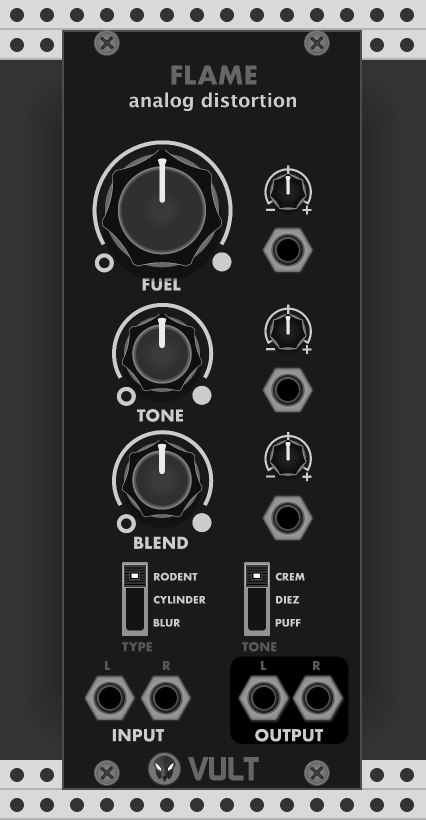 FLAME
analog distortion
FUEL
- +
TONE
- +
BLEND
- +
RODENT
CYLINDER
BLUR
TYPE
CREM
DIEZ
PUFF
TONE
L R
INPUT
L R
OUTPUT
VULT